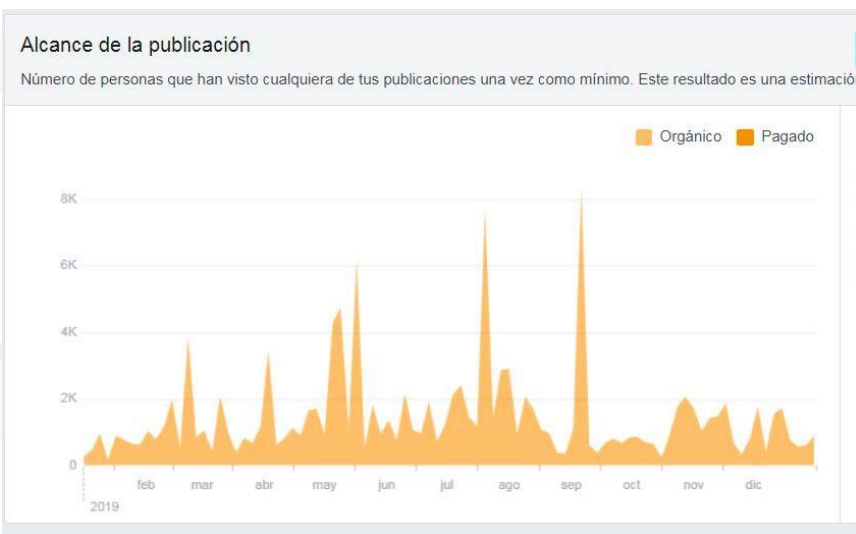 Alcance de la publicación
Número de personas que han visto cualquiera de tus publicaciones una vez como mínimo. Este resultado es una estimació
Orgánico Pagado
8K
6K
4K
2K
0
feb mar abr may jun jul ago sep oct nov dic
2019